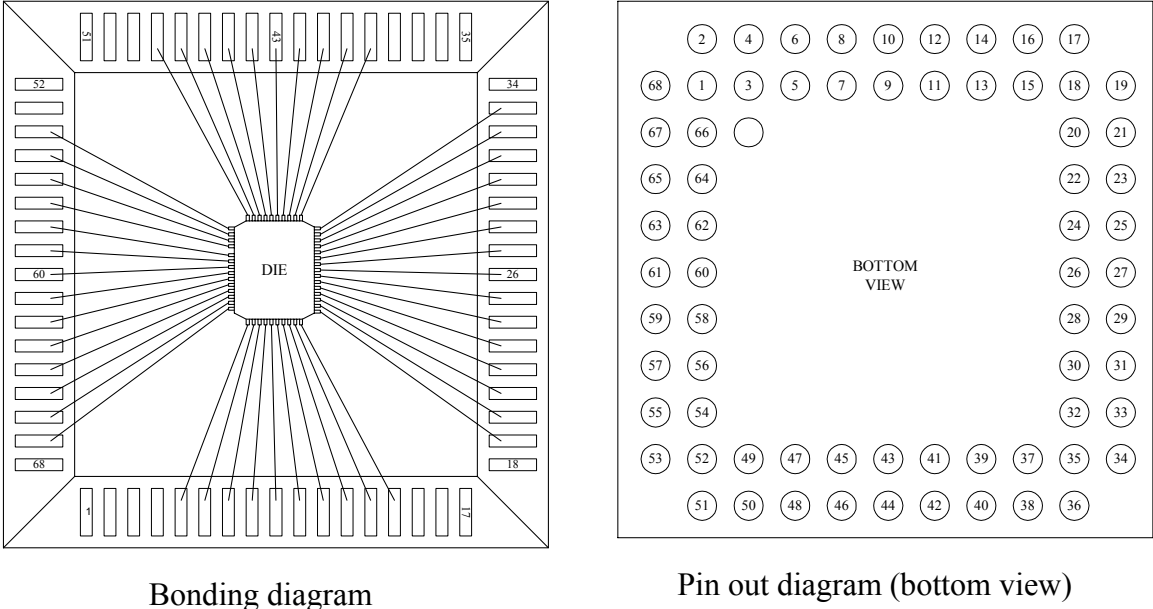 51 43 35
52 34
DIE
60 26
68 18
1 17
Bonding diagram
2 4 6 8 10 12 14 16 17
68 1 3 5 7 9 11 13 15 18 19
67 66 20 21
65 64 22 23
63 62 24 25
61 60 26 27
BOTTOM
VIEW
59 58 28 29
57 56 30 31
55 54 32 33
53 52 49 47 45 43 41 39 37 35 34
51 50 48 46 44 42 40 38 36
Pin out diagram (bottom view)